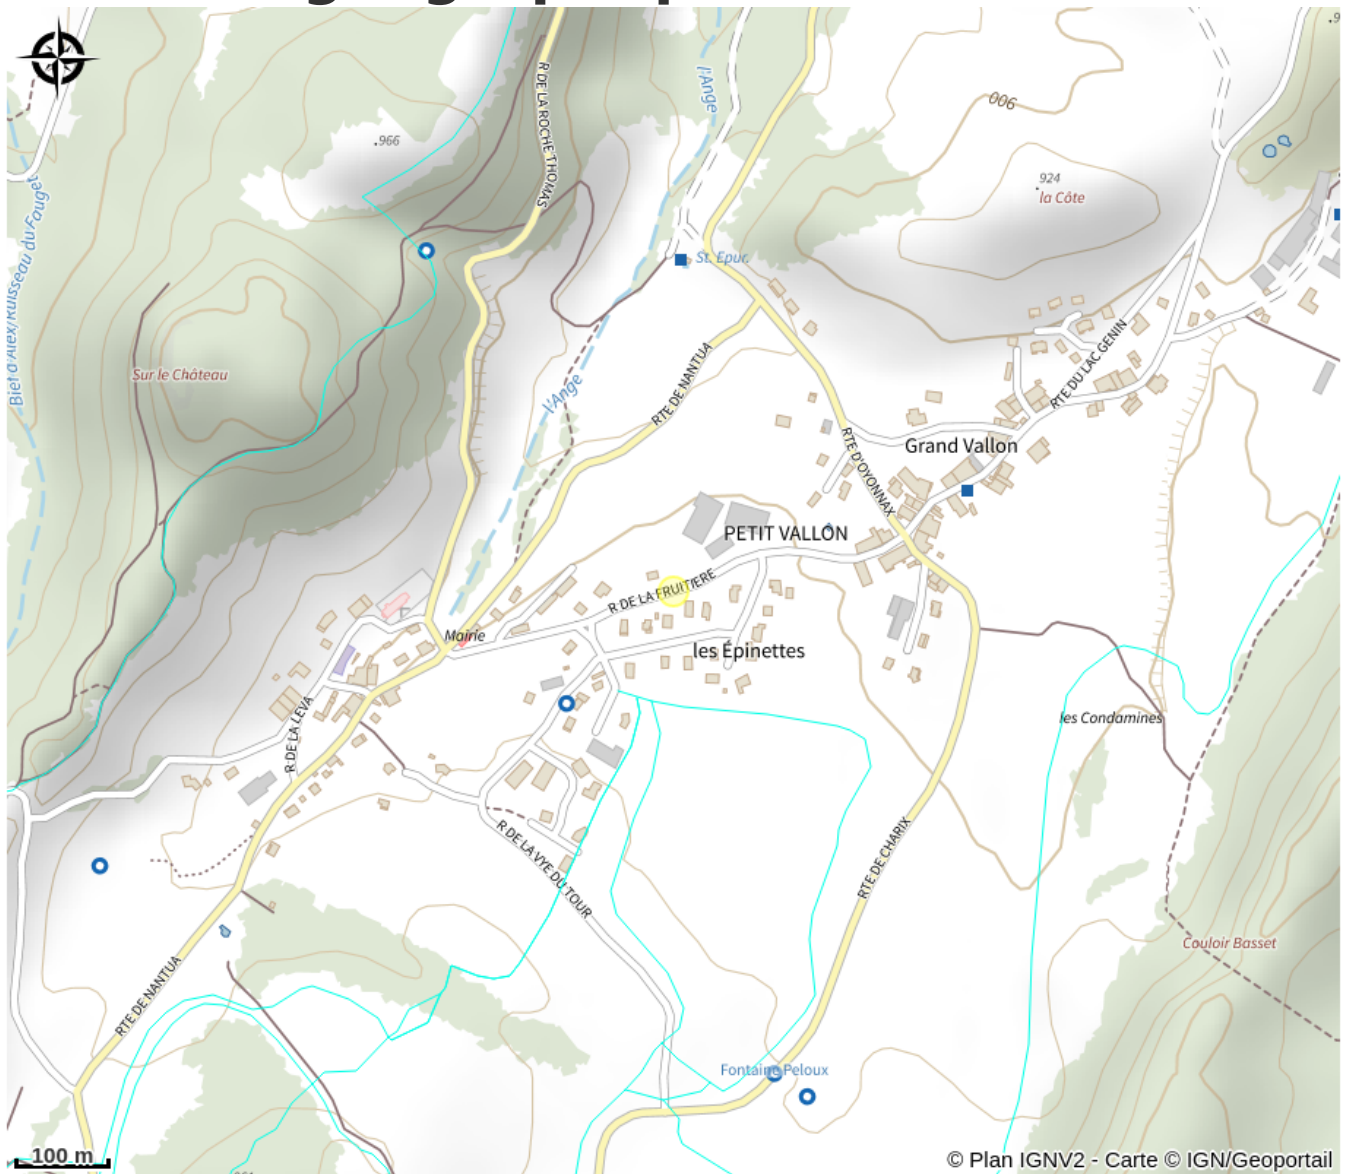 l'Ange
R DE LA ROCHE THOMAS
900
.966
924
la Côte
Biet d'Alex/Ruisseau du Fouget
St. Epur.
RTE DU LAC GENIN
Sur le Château
l'Ange
RTE DE NANTUA
Grand Vallon
RTE D'OYONNAX
PETIT VALLON
R DE LA FRUITIERE
Mairie
les Épinettes
R DE LA LEVA
les Condamines
R DE LA VYE DU TOUR
RTE DE CHARIX
Couloir Basset
RTE DE NANTUA
Fontaine Peloux
100 m
© Plan IGNV2 - Carte © IGN/Geoportail